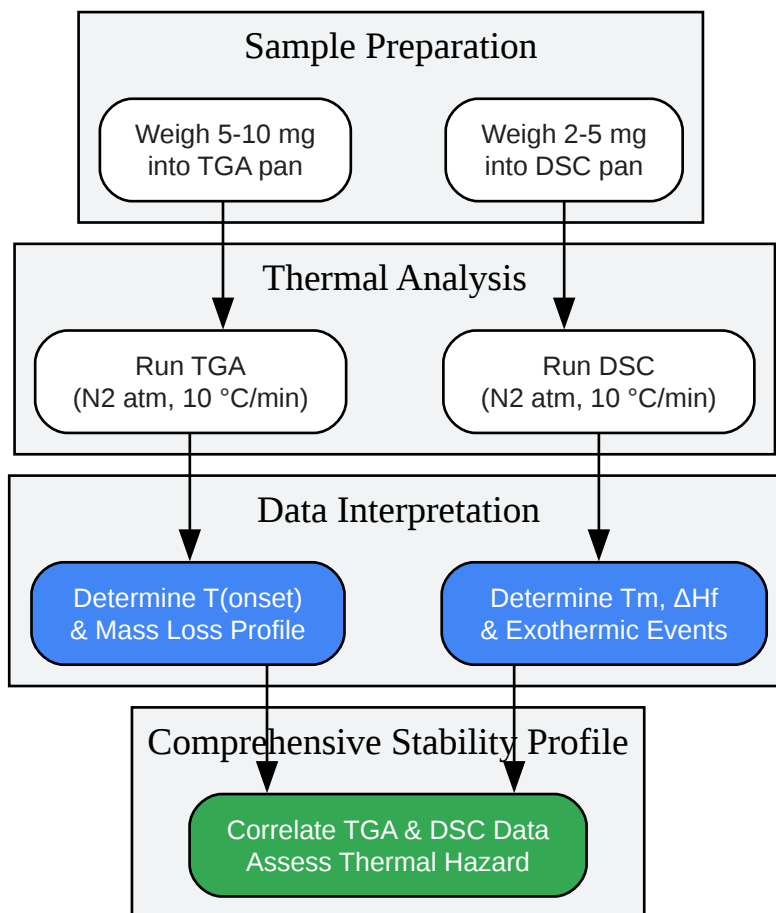 Sample Preparation
Weigh 5-10 mg
into TGA pan
Weigh 2-5 mg
into DSC pan
Thermal Analysis
Run TGA
(N2 atm, 10 °C/min)
Run DSC
(N2 atm, 10 °C/min)
Data Interpretation
Determine T(onset)
& Mass Loss Profile
Determine Tm, ΔHf
& Exothermic Events
Comprehensive Stability Profile
Correlate TGA & DSC Data
Assess Thermal Hazard